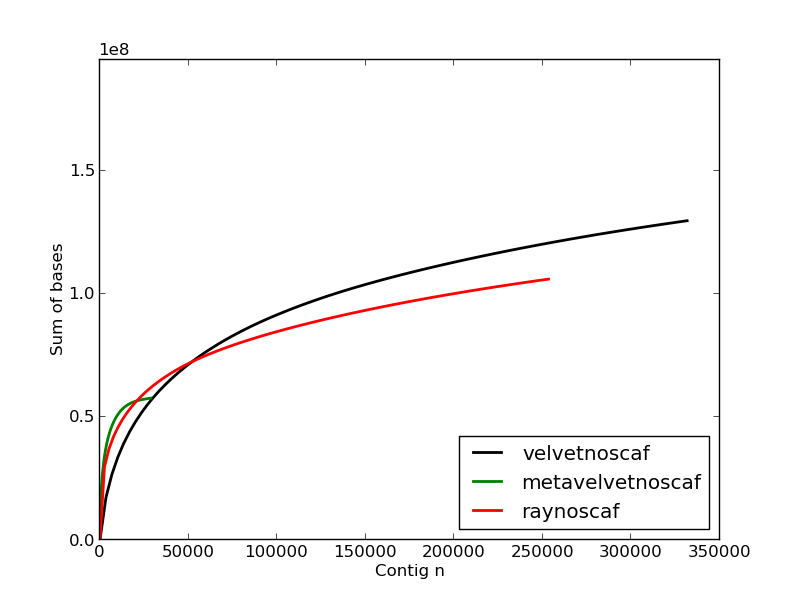 1e8
1.5
1.0
0.5
0.0
Sum of bases
velvetnoscaf
metavelvetnoscaf
raynoscaf
0 50000 100000 150000 200000 250000 300000 350000
Contig n